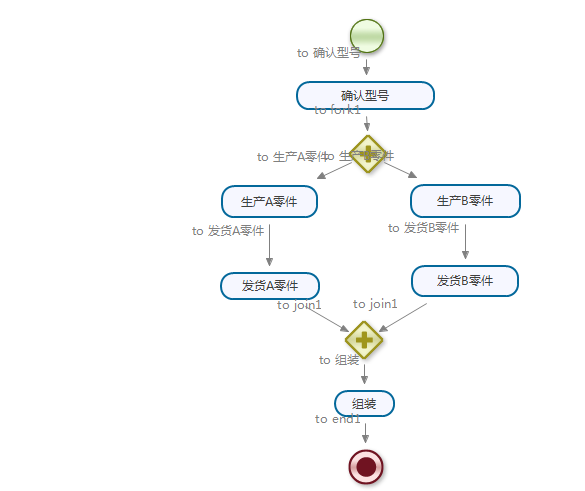 to 确认型号
确认型号
to fork1
to 生产A零件
to 生产B零件
生产A零件
生产B零件
to 发货A零件
to 发货B零件
发货A零件
发货B零件
to join1
to join1
to 组装
组装
to end1